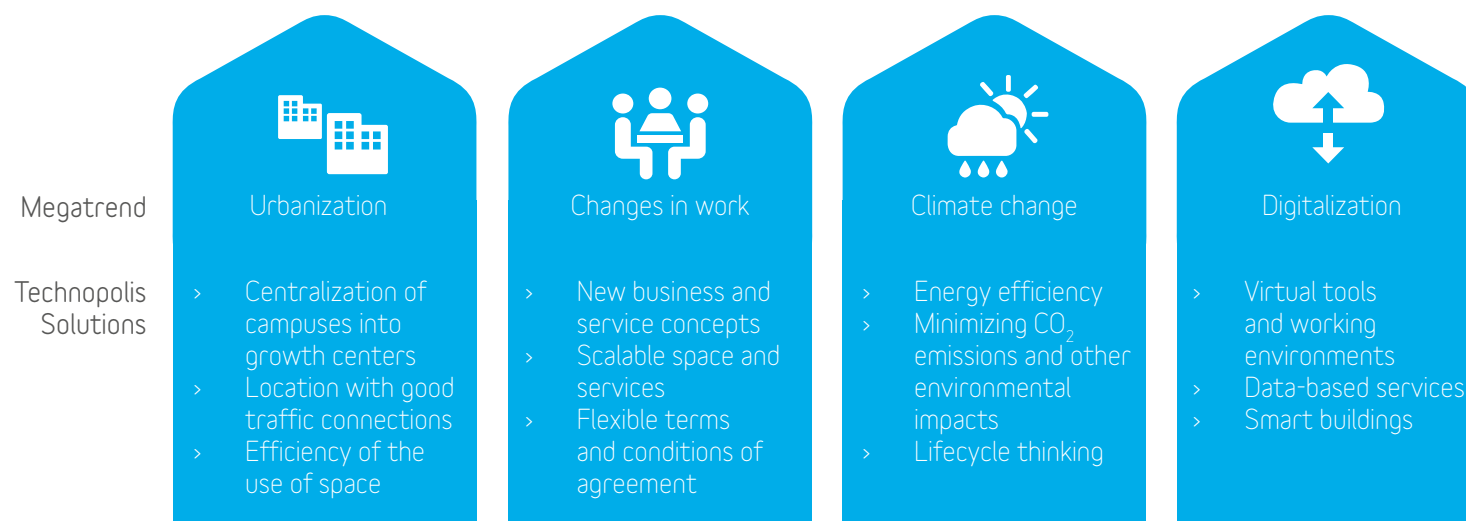 Megatrend
Urbanization
Changes in work
Climate change
Digitalization
Technopolis
Solutions
> Centralization of
campuses into
growth centers
> Location with good
traffic connections
> Efficiency of the
use of space
> New business and
service concepts
> Scalable space and
services
> Flexible terms
and conditions of
agreement
> Energy efficiency
> Minimizing CO₂
emissions and other
environmental
impacts
> Lifecycle thinking
> Virtual tools
and working
environments
> Data-based services
> Smart buildings